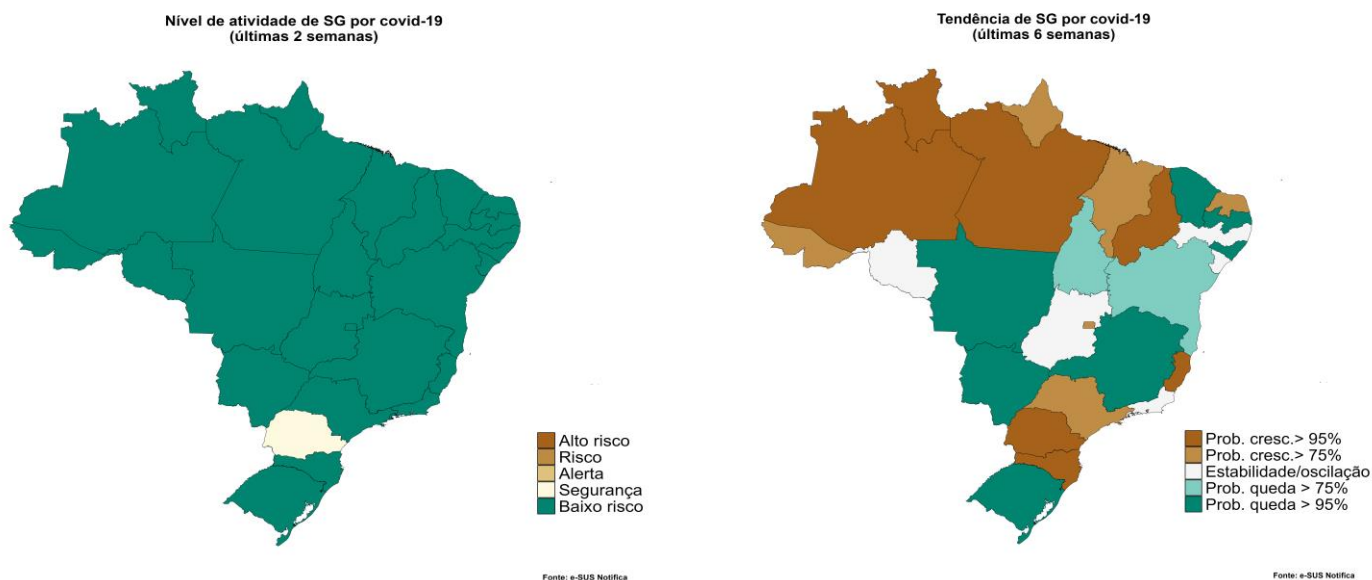 Nível de atividade de SG por covid-19
(últimas 2 semanas)
Alto risco
Risco
Alerta
Segurança
Baixo risco
Fonte: e-SUS Notifica
Tendência de SG por covid-19
(últimas 6 semanas)
Prob. cresc.> 95%
Prob. cresc.> 75%
Estabilidade/oscilação
Prob. queda > 75%
Prob. queda > 95%
Fonte: e-SUS Notifica